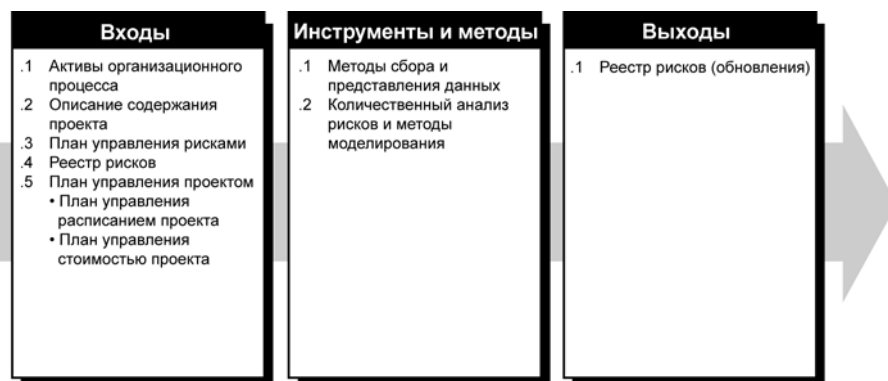 Входы
.1 Активы организационного
процесса
.2 Описание содержания
проекта
.3 План управления рисками
.4 Реестр рисков
.5 План управления проектом
• План управления
расписанием проекта
• План управления
стоимостью проекта
Инструменты и методы
.1 Методы сбора и
представления данных
.2 Количественный анализ
рисков и методы
моделирования
Выходы
.1 Реестр рисков (обновления)